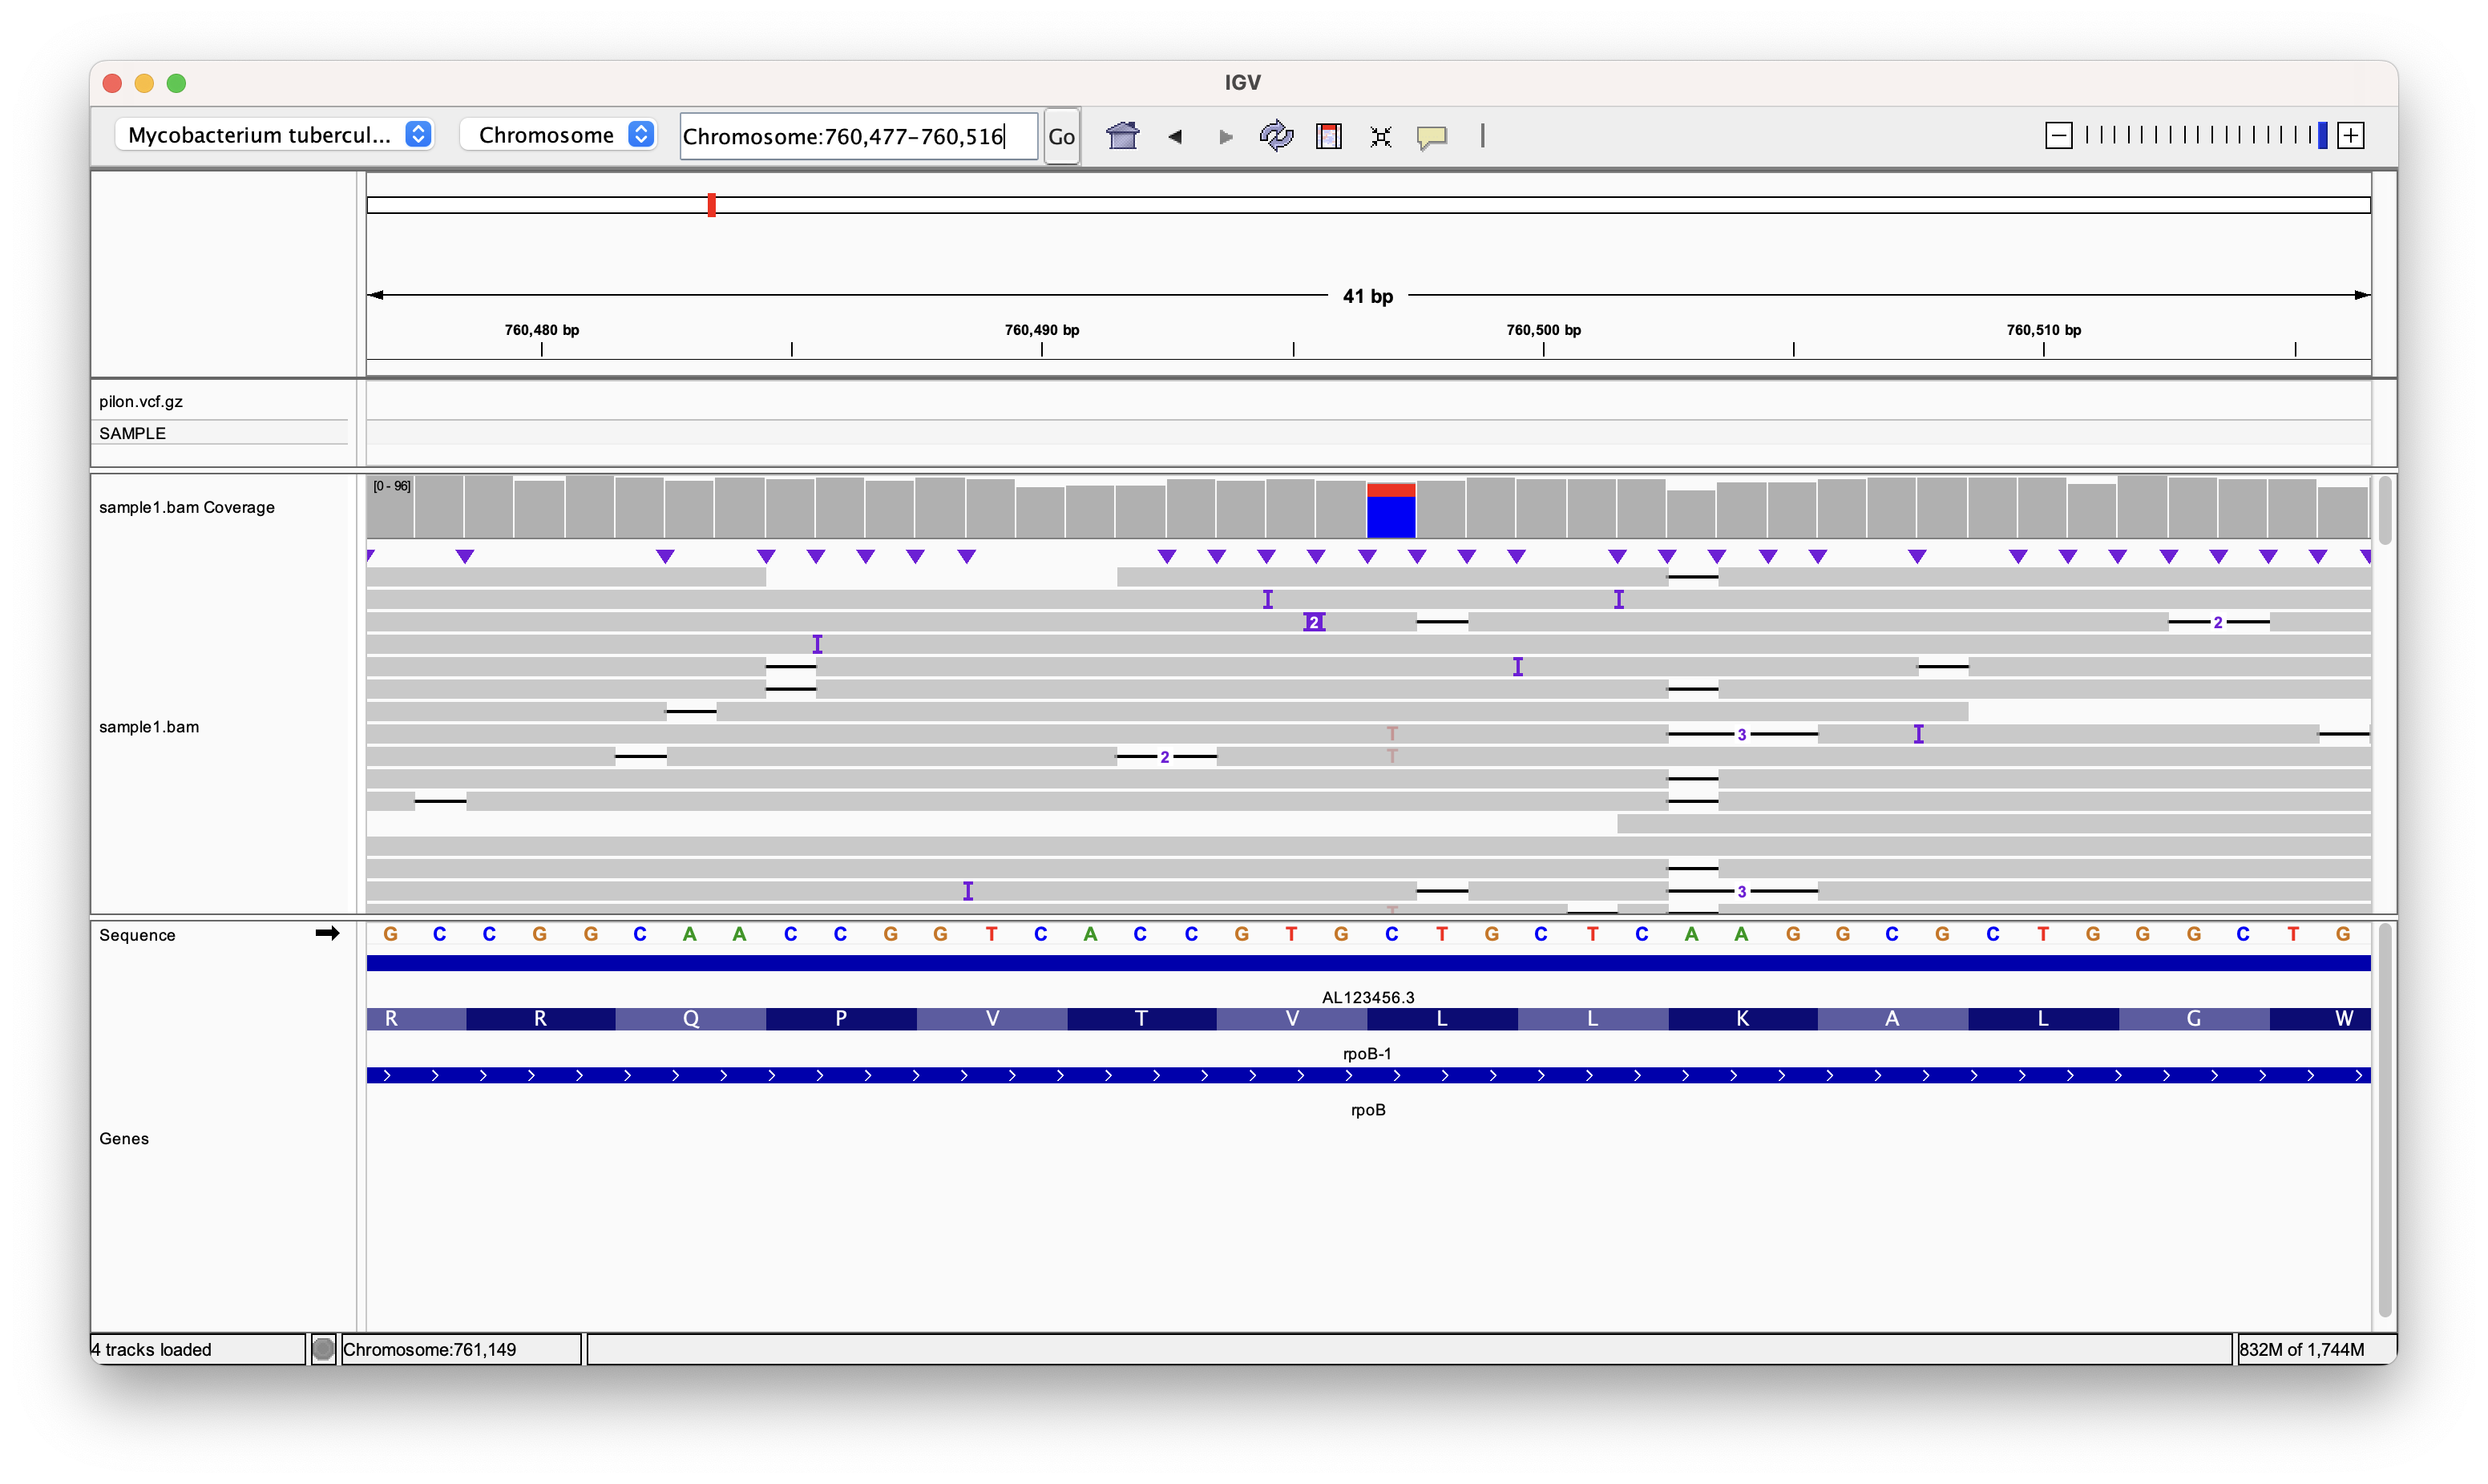 IGV
Mycobacterium tubercul... Chromosome Chromosome:760,477-760,516 Go
41 bp
760,480 bp 760,490 bp 760,500 bp 760,510 bp
pilon.vcf.gz
SAMPLE
[0 - 96]
sample1.bam Coverage
2 2
sample1.bam
T 3
2 T
3
T
Sequence G C C G G C A A C C G G T C A C C G T G C T G C T C A A G G C G C T G G G C T G
AL123456.3
R R Q P V T V L L K A L G W
rpoB-1
rpoB
Genes
4 tracks loaded Chromosome:761,149 832M of 1,744M